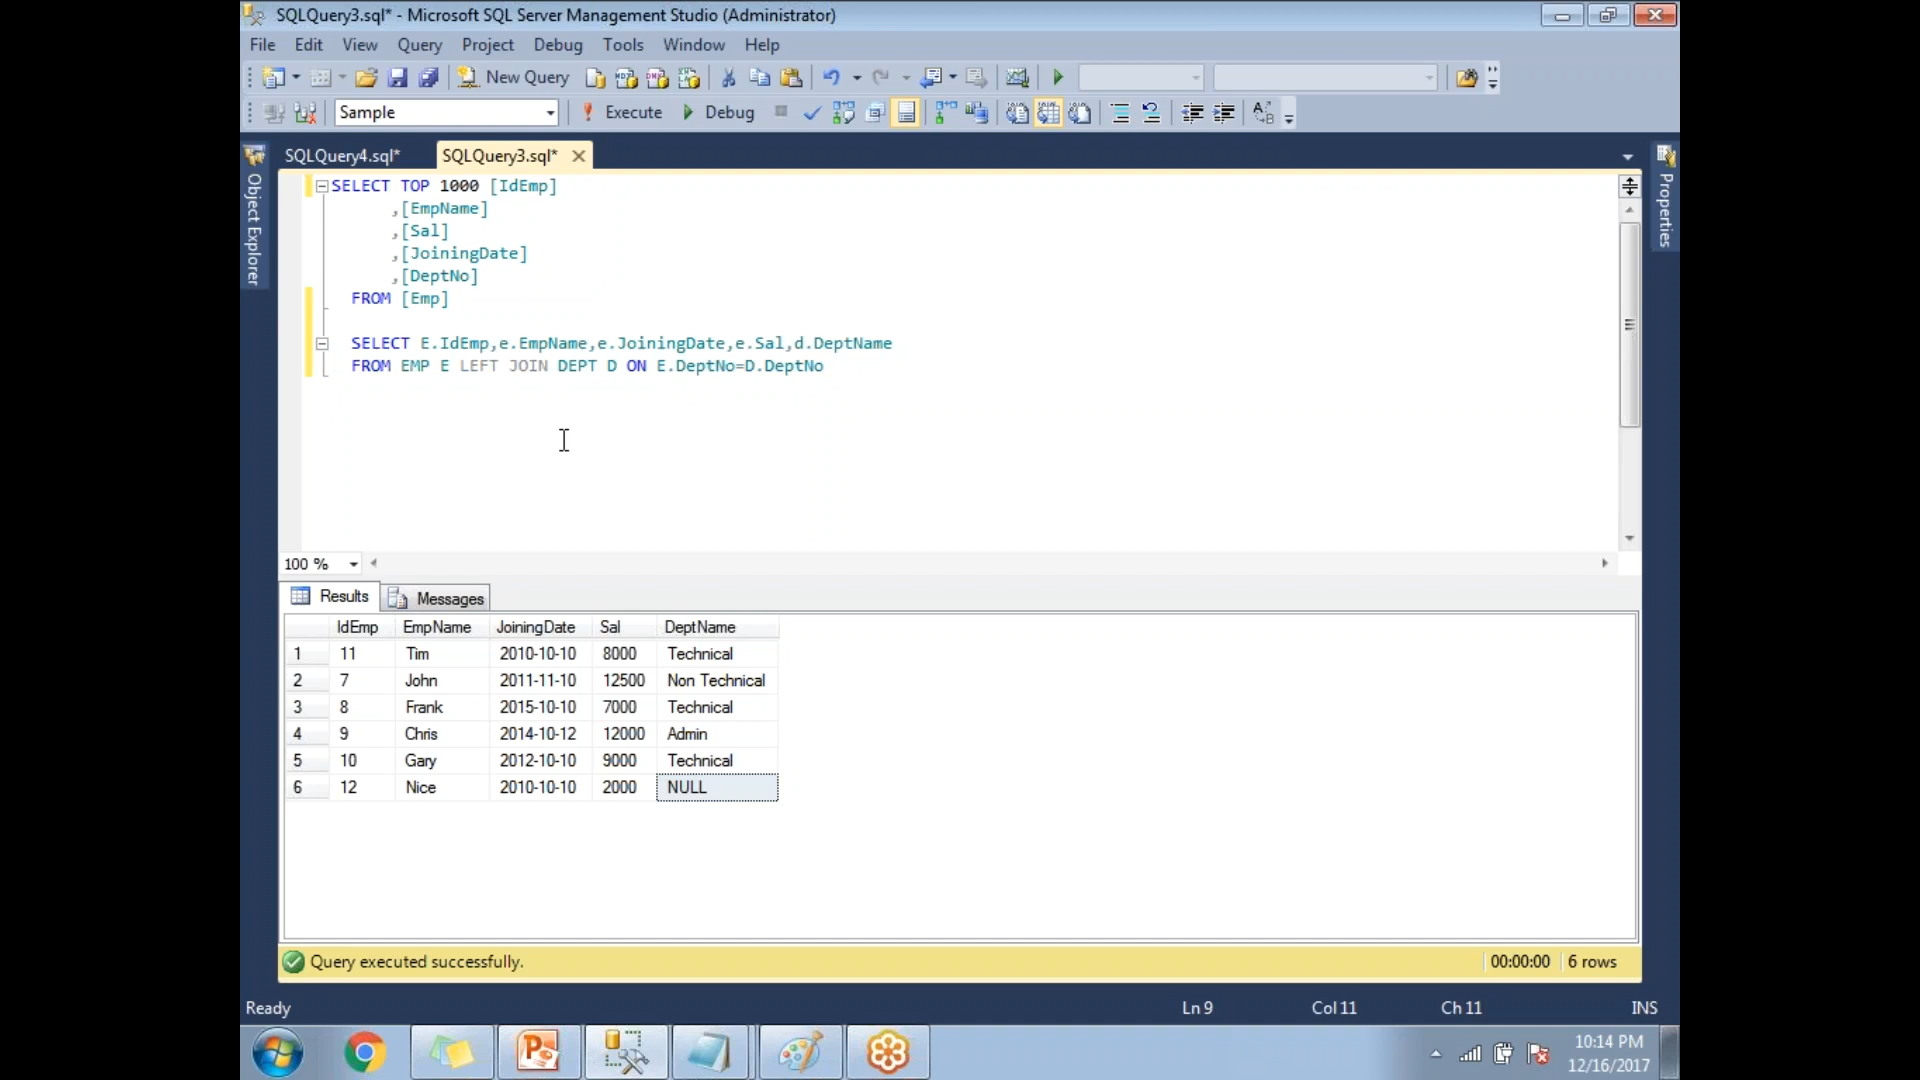 SQLQuery3.sql* - Microsoft SQL Server Management Studio (Administrator)
File Edit View Query Project Debug Tools Window Help
New Query
Sample Execute Debug
SQLQuery4.sql* SQLQuery3.sql*
Object Explorer
Properties
SELECT TOP 1000 [IdEmp]
,[EmpName]
,[Sal]
,[JoiningDate]
,[DeptNo]
FROM [Emp]
SELECT E.IdEmp,e.EmpName,e.JoiningDate,e.Sal,d.DeptName
FROM EMP E LEFT JOIN DEPT D ON E.DeptNo=D.DeptNo
100 %
Results Messages
IdEmp EmpName JoiningDate Sal DeptName
1 11 Tim 2010-10-10 8000 Technical
2 7 John 2011-11-10 12500 Non Technical
3 8 Frank 2015-10-10 7000 Technical
4 9 Chris 2014-10-12 12000 Admin
5 10 Gary 2012-10-10 9000 Technical
6 12 Nice 2010-10-10 2000 NULL
Query executed successfully. 00:00:00 6 rows
Ready Ln 9 Col 11 Ch 11 INS
10:14 PM
12/16/2017